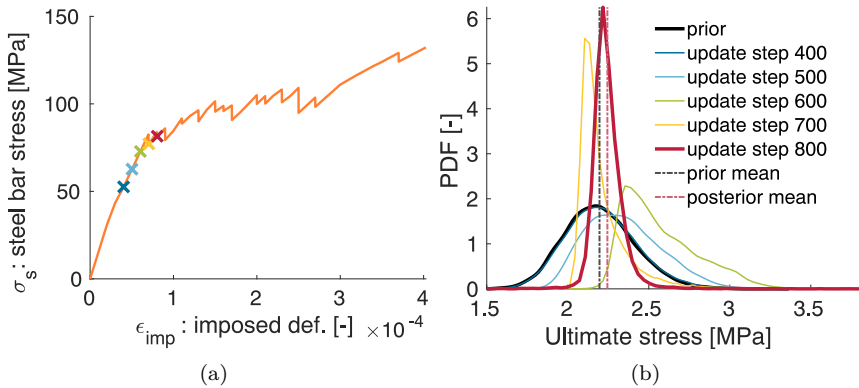 150
100
50
0
0
1
2
3
4
σs : steel bar stress [MPa]
ϵimp : imposed def. [-] ×10⁻⁴
(a)
6
5
4
3
2
1
0
1.5
2
2.5
3
3.5
PDF [-]
Ultimate stress [MPa]
prior
update step 400
update step 500
update step 600
update step 700
update step 800
prior mean
posterior mean
(b)